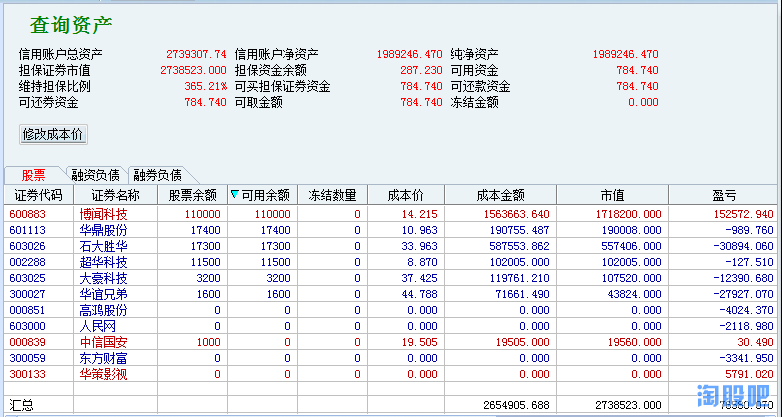 查询资产
信用账户总资产 2739307.74 信用账户净资产 1989246.470 纯净资产 1989246.470
担保证券市值 2738523.000 担保资金余额 287.230 可用资金 784.740
维持担保比例 365.21% 可买担保证券资金 784.740 可还款资金 784.740
可还券资金 784.740 可取金额 784.740 冻结金额 0.000
修改成本价
股票 融资负债 融券负债
证券代码 证券名称 股票余额 可用余额 冻结数量 成本价 成本金额 市值 盈亏
600883 博闻科技 110000 110000 0 14.215 1563663.640 1718200.000 152572.940
601113 华鼎股份 17400 17400 0 10.963 190755.487 190008.000 -989.760
603026 石大胜华 17300 17300 0 33.963 587553.862 557406.000 -30894.060
002288 超华科技 11500 11500 0 8.870 102005.000 102005.000 -127.510
603025 大豪科技 3200 3200 0 37.425 119761.210 107520.000 -12390.680
300027 华谊兄弟 1600 1600 0 44.788 71661.490 43824.000 -27927.070
000851 高鸿股份 0 0 0 0.000 0.000 0.000 -4024.370
603000 人民网 0 0 0 0.000 0.000 0.000 -2118.980
000839 中信国安 1000 0 0 19.505 19505.000 19560.000 30.490
300059 东方财富 0 0 0 0.000 0.000 0.000 -3341.950
300133 华策影视 0 0 0 0.000 0.000 0.000 5791.020
汇总 2654905.688 2738523.000
淘股吧